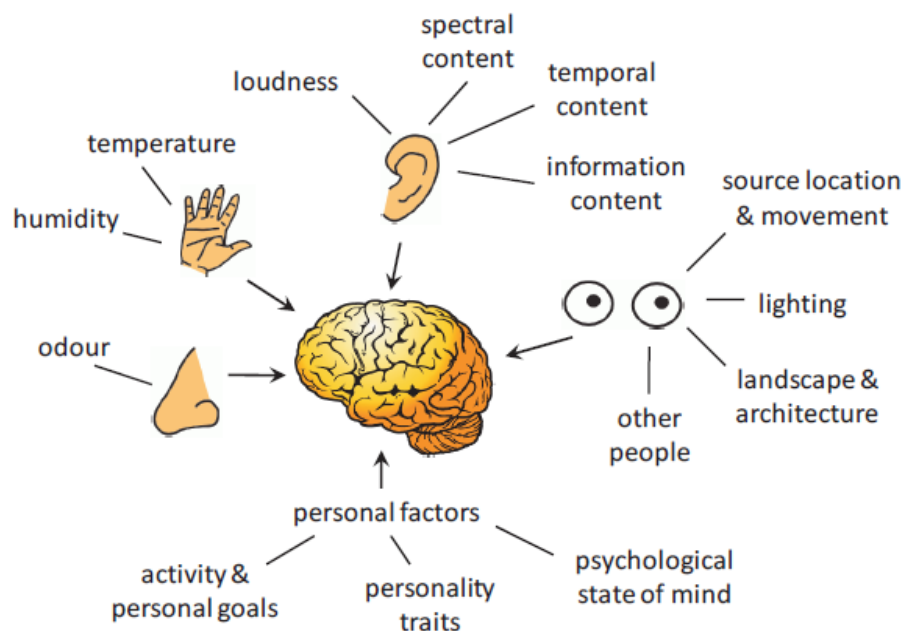 spectral
content
loudness
temporal
content
temperature
information
content
source location
& movement
humidity
lighting
odour
landscape &
architecture
other
people
personal factors
activity &
personal goals
personality
traits
psychological
state of mind